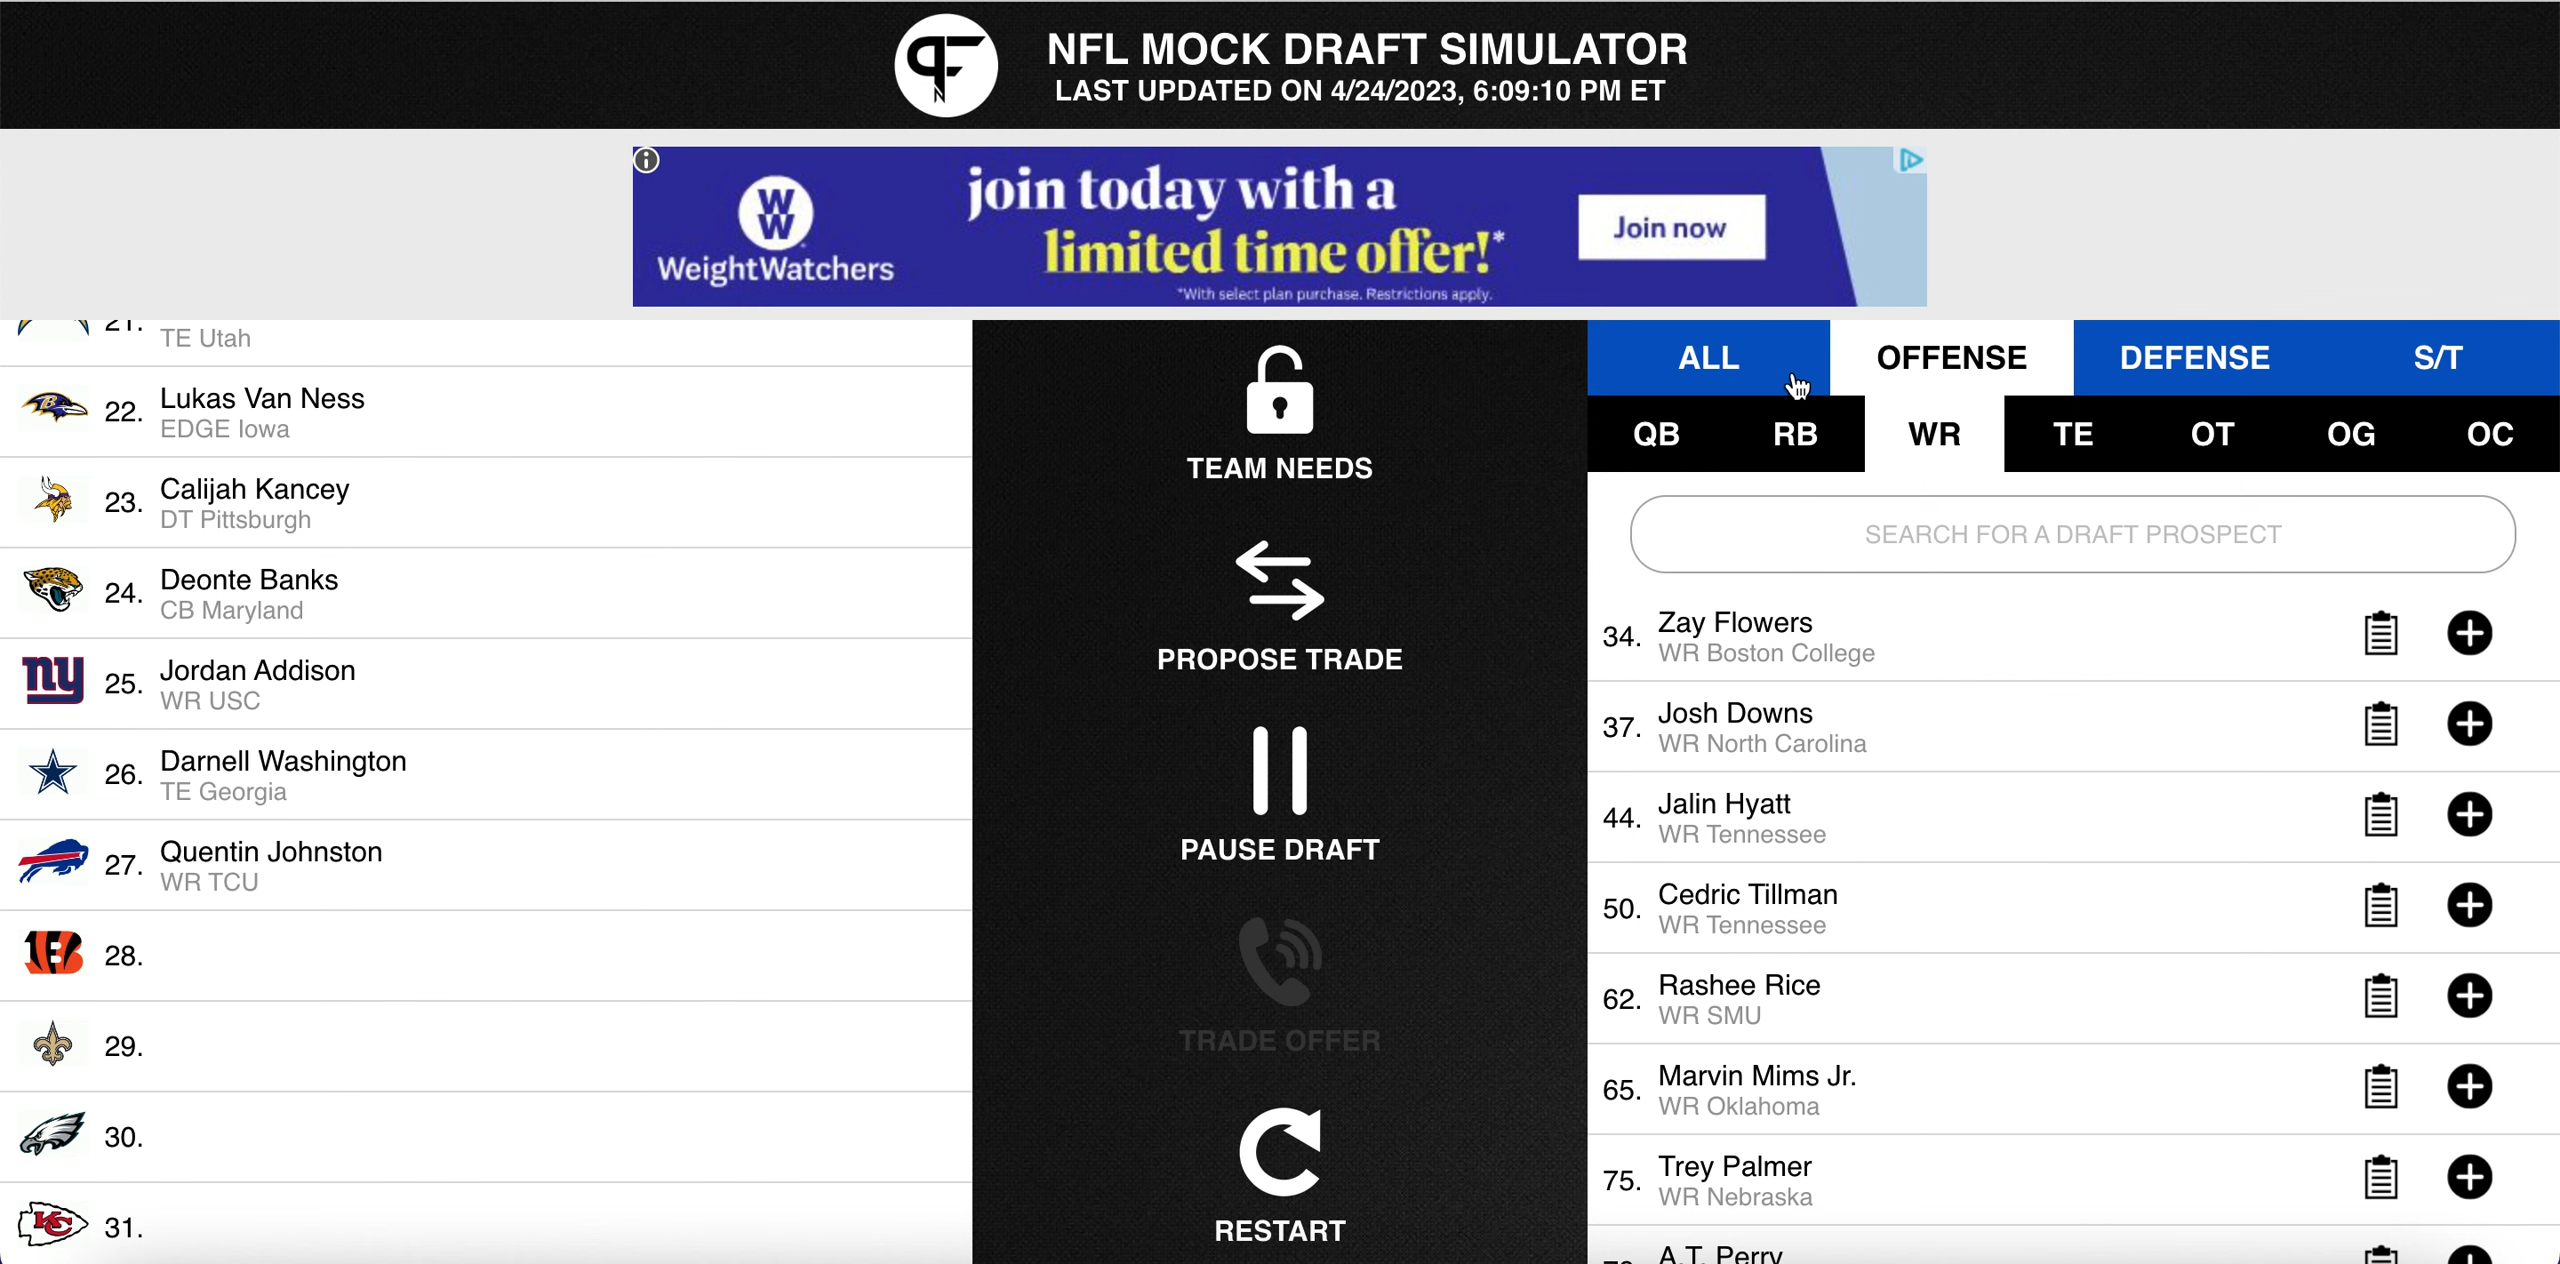 NFL MOCK DRAFT SIMULATOR
LAST UPDATED ON 4/24/2023, 6:09:10 PM ET
WW
WeightWatchers
join today with a
limited time offer!*
*With select plan purchase. Restrictions apply.
Join now
21.
TE Utah
22. Lukas Van Ness
EDGE Iowa
23. Calijah Kancey
DT Pittsburgh
24. Deonte Banks
CB Maryland
ny
25. Jordan Addison
WR USC
26. Darnell Washington
TE Georgia
27. Quentin Johnston
WR TCU
28.
29.
30.
KC
31.
TEAM NEEDS
PROPOSE TRADE
PAUSE DRAFT
TRADE OFFER
RESTART
ALL OFFENSE DEFENSE S/T
QB RB WR TE OT OG OC
SEARCH FOR A DRAFT PROSPECT
34. Zay Flowers
WR Boston College
37. Josh Downs
WR North Carolina
44. Jalin Hyatt
WR Tennessee
50. Cedric Tillman
WR Tennessee
62. Rashee Rice
WR SMU
65. Marvin Mims Jr.
WR Oklahoma
75. Trey Palmer
WR Nebraska
A.T. Perry